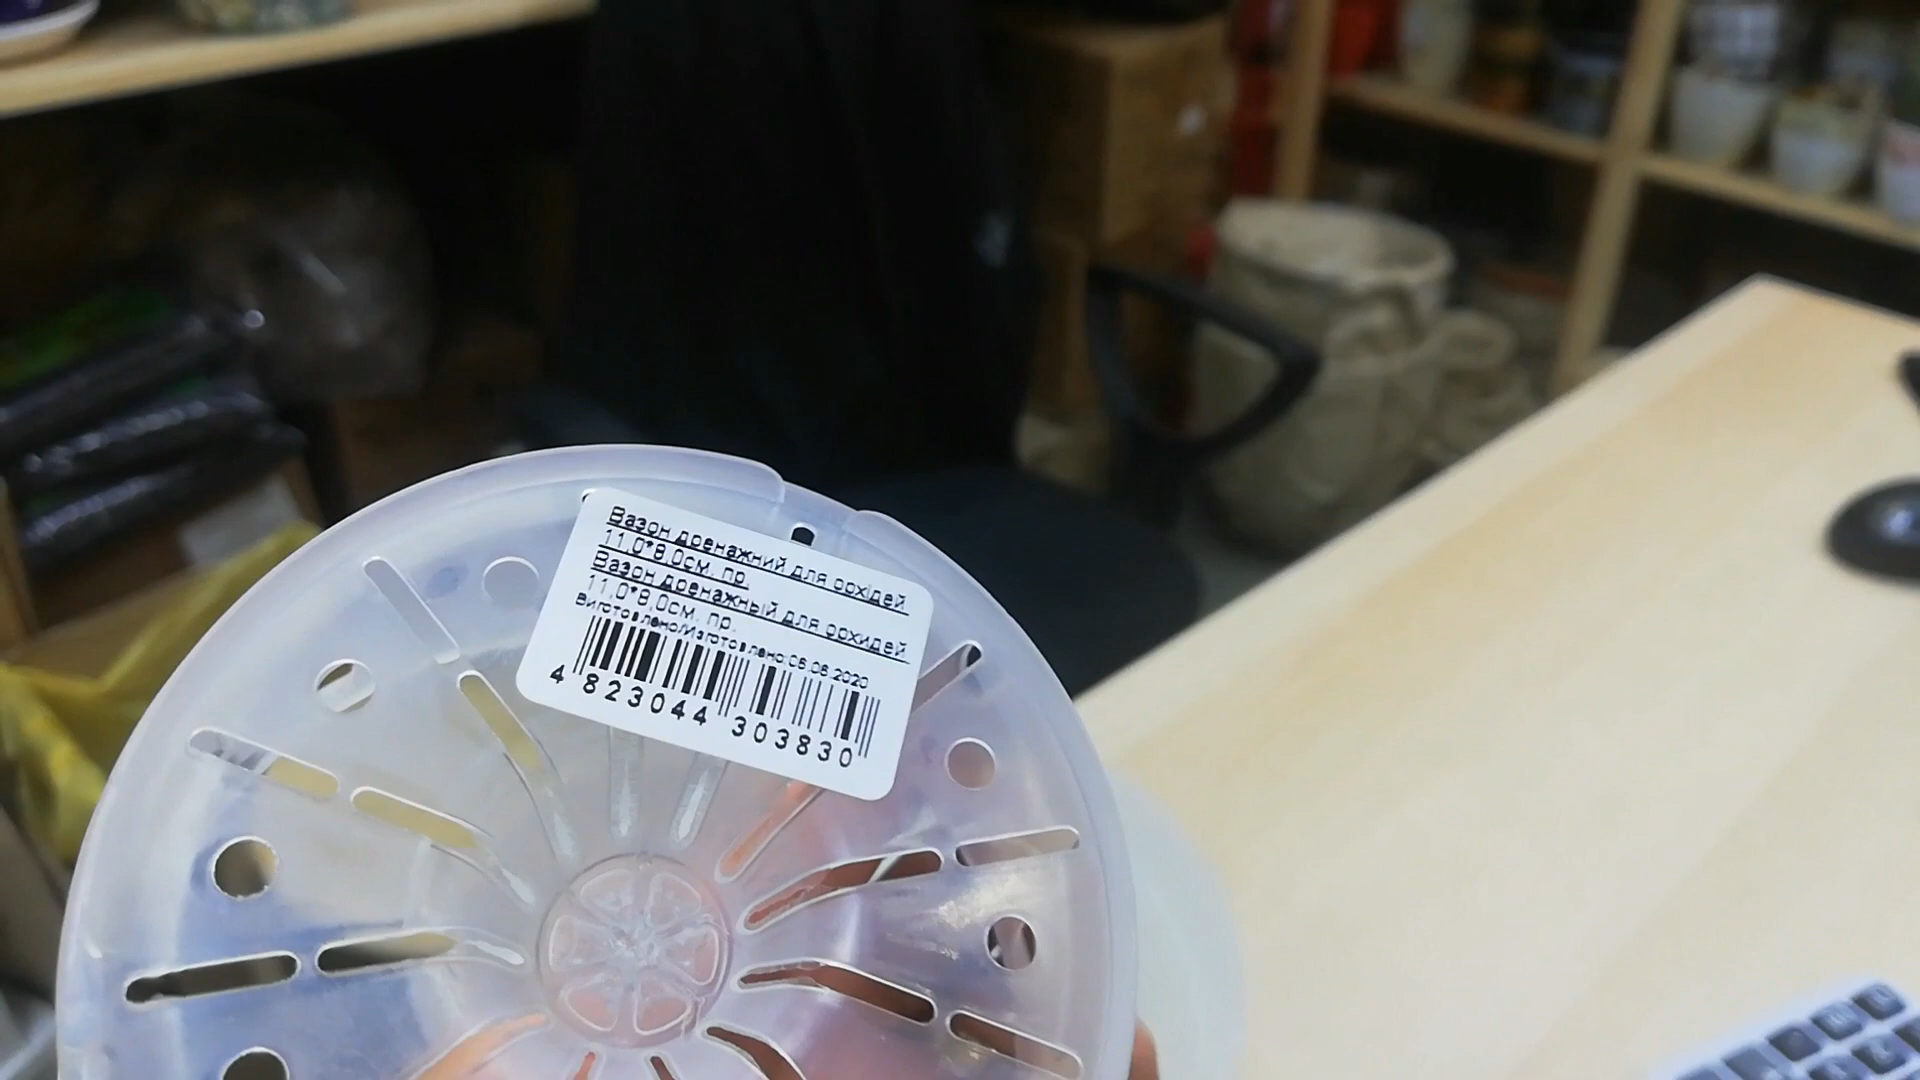 Вазон дренажний для орхідей
11,0*8,0см. пр.
Вазон дренажный для орхидей
11,0*8,0см. пр.
Виготовлено/Изготовлено:06.06.2020
4 823044 303830